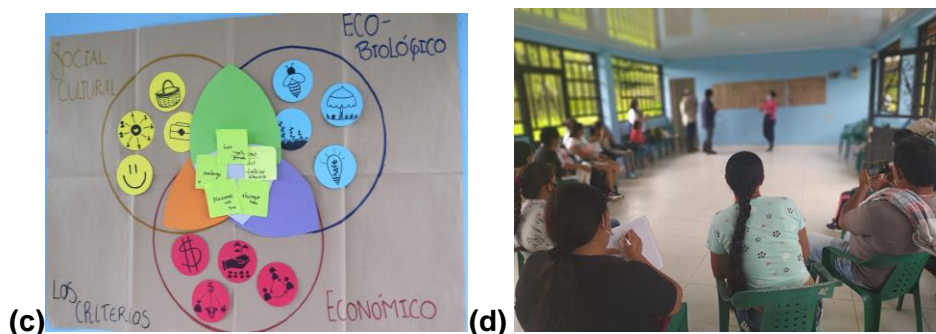 SOCIAL
CULTURAL
ECO-
BIOLÓGICO
LOS
CRITERIOS
ECONÓMICO
$
$
(c)
(d)